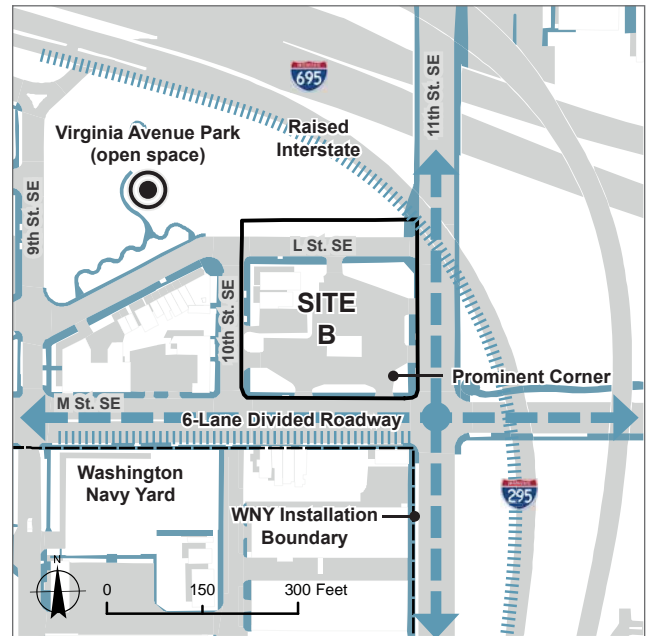 INTERSTATE
695
11th St. SE
Virginia Avenue Park
(open space)
Raised
Interstate
9th St. SE
L St. SE
10th St. SE
SITE
B
Prominent Corner
M St. SE
6-Lane Divided Roadway
Washington
Navy Yard
WNY Installation
Boundary
INTERSTATE
295
N
0 150 300 Feet